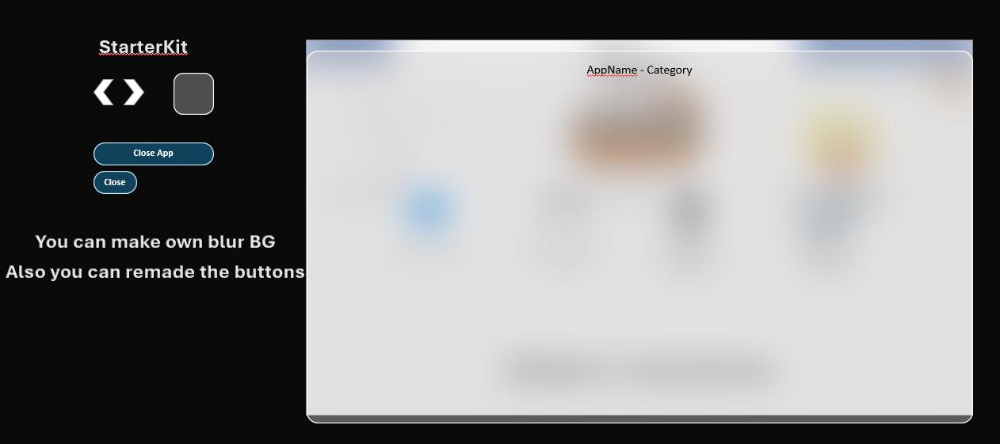 StarterKit
Close App
Close
You can make own blur BG
Also you can remade the buttons
AppName - Category